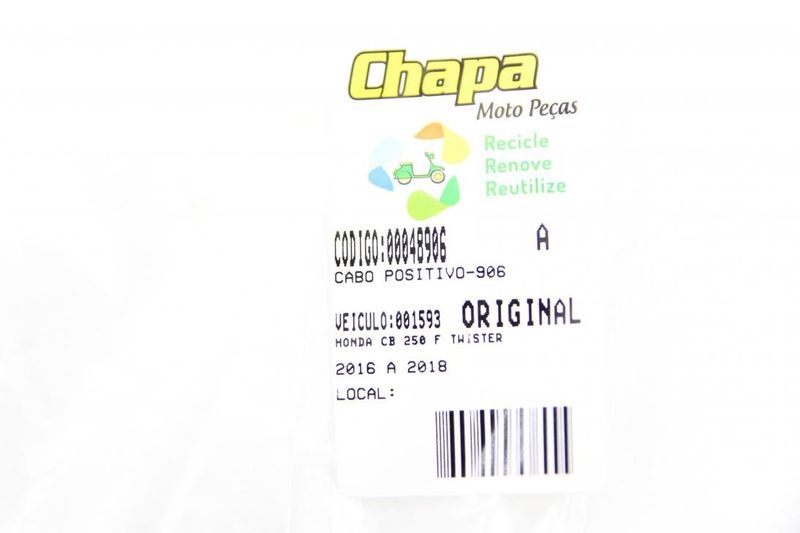 Chapa
Moto Peças
Recicle
Renove
Reutilize
CODIGO:00048906 A
CABO POSITIVO-906
VEICULO:001593 ORIGINAL
HONDA CB 250 F TWISTER
2016 A 2018
LOCAL: